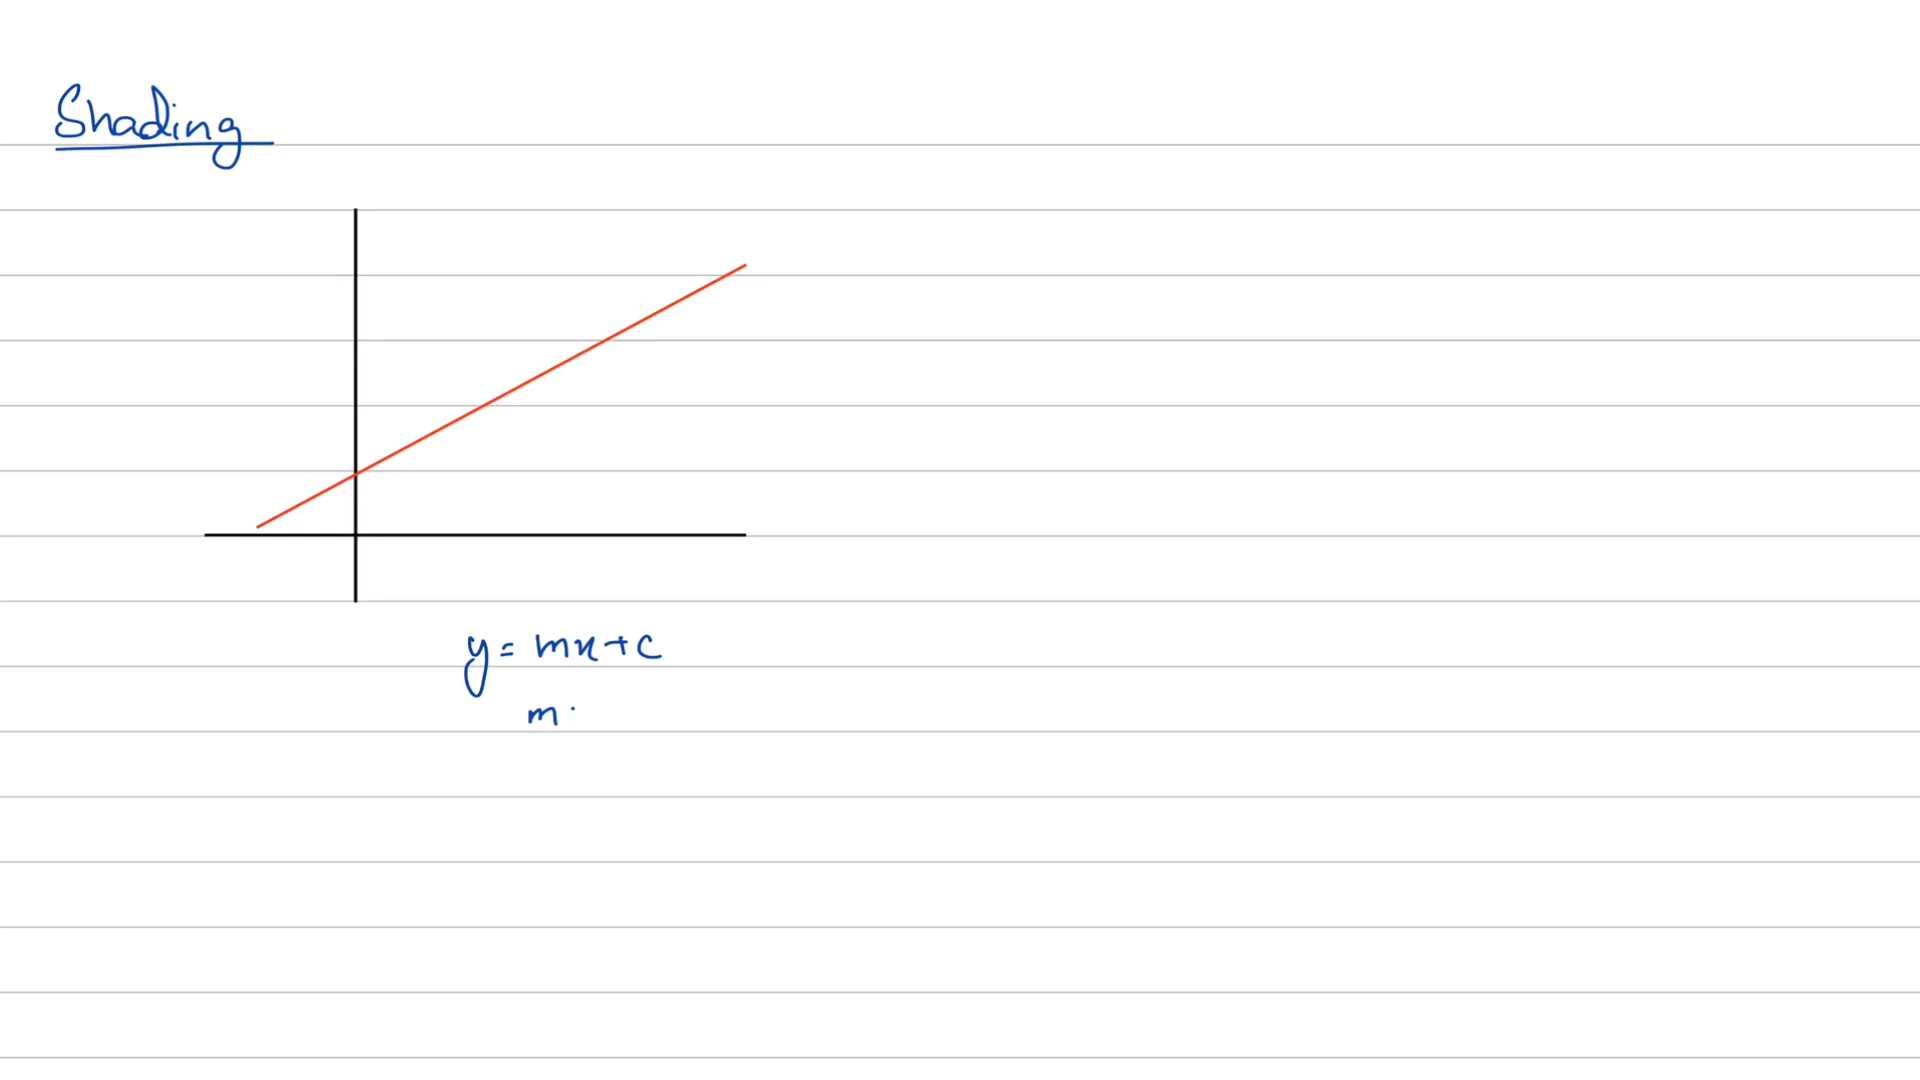 Shading
y = mx + c
m